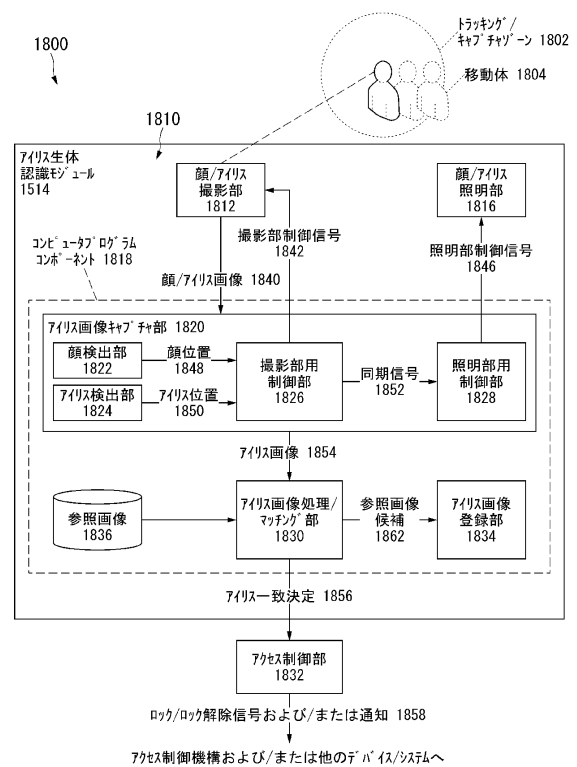 1800
ﾄﾗｯｷﾝｸﾞ/
ｷｬﾌﾟﾁｬｿﾞｰﾝ 1802
移動体 1804
1810
ｱｲﾘｽ生体
認識ﾓｼﾞｭｰﾙ
1514
顔/ｱｲﾘｽ
撮影部
1812
顔/ｱｲﾘｽ
照明部
1816
撮影部制御信号
1842
照明部制御信号
1846
ｺﾝﾋﾟｭｰﾀﾌﾟﾛｸﾞﾗﾑ
ｺﾝﾎﾟｰﾈﾝﾄ 1818
顔/ｱｲﾘｽ画像 1840
ｱｲﾘｽ画像ｷｬﾌﾟﾁｬ部 1820
顔検出部
1822
顔位置
1848
ｱｲﾘｽ検出部
1824
ｱｲﾘｽ位置
1850
撮影部用
制御部
1826
同期信号
1852
照明部用
制御部
1828
ｱｲﾘｽ画像 1854
参照画像
1836
ｱｲﾘｽ画像処理/
ﾏｯﾁﾝｸﾞ部
1830
参照画像
候補
1862
ｱｲﾘｽ画像
登録部
1834
ｱｲﾘｽ一致決定 1856
ｱｸｾｽ制御部
1832
ﾛｯｸ/ﾛｯｸ解除信号および/または通知 1858
ｱｸｾｽ制御機構および/または他のﾃﾞﾊﾞｲｽ/ｼｽﾃﾑへ